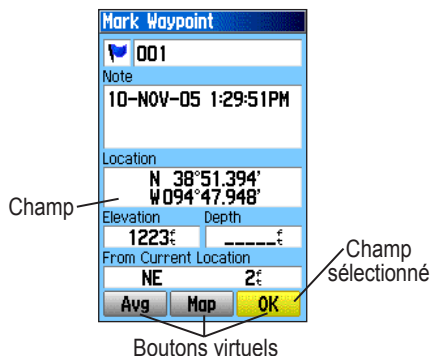 Mark Waypoint
001
Note
10-NOV-05 1:29:51PM
Location
N 38°51.394'
W094°47.948'
Champ
Elevation Depth
1223ft _____ft
From Current Location
NE 2ft
Champ
sélectionné
Avg Map OK
Boutons virtuels